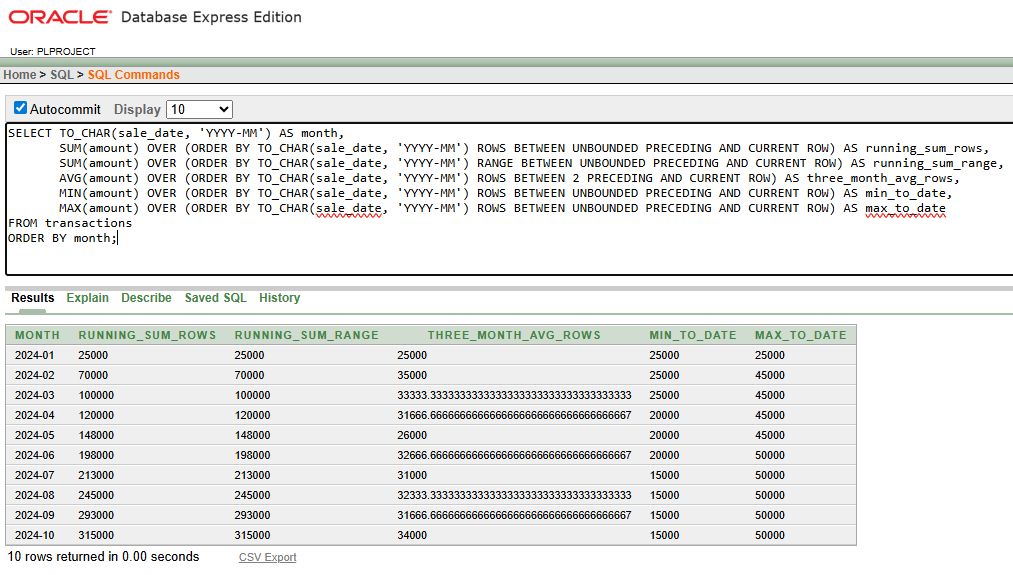 ORACLE® Database Express Edition
User: PLPROJECT
Home > SQL > SQL Commands
Autocommit Display 10
SELECT TO_CHAR(sale_date, 'YYYY-MM') AS month,
SUM(amount) OVER (ORDER BY TO_CHAR(sale_date, 'YYYY-MM') ROWS BETWEEN UNBOUNDED PRECEDING AND CURRENT ROW) AS running_sum_rows,
SUM(amount) OVER (ORDER BY TO_CHAR(sale_date, 'YYYY-MM') RANGE BETWEEN UNBOUNDED PRECEDING AND CURRENT ROW) AS running_sum_range,
AVG(amount) OVER (ORDER BY TO_CHAR(sale_date, 'YYYY-MM') ROWS BETWEEN 2 PRECEDING AND CURRENT ROW) AS three_month_avg_rows,
MIN(amount) OVER (ORDER BY TO_CHAR(sale_date, 'YYYY-MM') ROWS BETWEEN UNBOUNDED PRECEDING AND CURRENT ROW) AS min_to_date,
MAX(amount) OVER (ORDER BY TO_CHAR(sale_date, 'YYYY-MM') ROWS BETWEEN UNBOUNDED PRECEDING AND CURRENT ROW) AS max_to_date
FROM transactions
ORDER BY month;
Results Explain Describe Saved SQL History
MONTH RUNNING_SUM_ROWS RUNNING_SUM_RANGE THREE_MONTH_AVG_ROWS MIN_TO_DATE MAX_TO_DATE
2024-01 25000 25000 25000 25000 25000
2024-02 70000 70000 35000 25000 45000
2024-03 100000 100000 33333.3333333333333333333333333333333333 25000 45000
2024-04 120000 120000 31666.6666666666666666666666666666666667 20000 45000
2024-05 148000 148000 26000 20000 45000
2024-06 198000 198000 32666.6666666666666666666666666666666667 20000 50000
2024-07 213000 213000 31000 15000 50000
2024-08 245000 245000 32333.3333333333333333333333333333333333 15000 50000
2024-09 293000 293000 31666.6666666666666666666666666666666667 15000 50000
2024-10 315000 315000 34000 15000 50000
10 rows returned in 0.00 seconds CSV Export